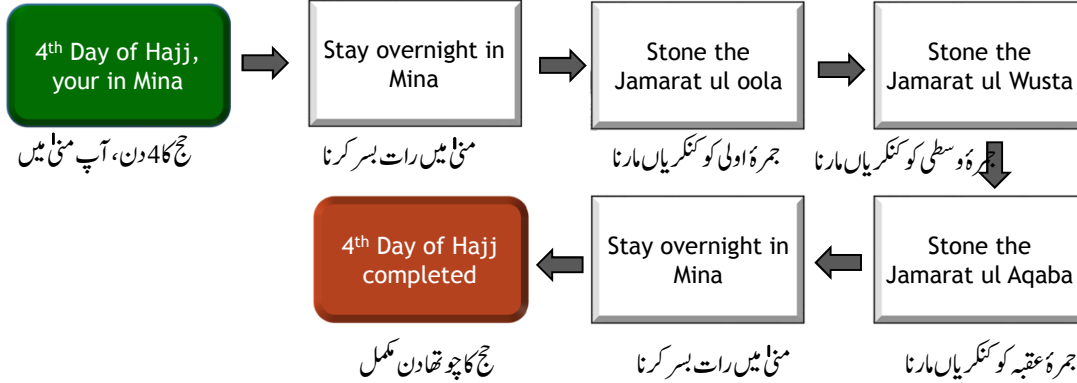 4th Day of Hajj,
your in Mina
Stay overnight in
Mina
Stone the
Jamarat ul oola
Stone the
Jamarat ul Wusta
حج کا4 دن، آپ منیٰ میں
منیٰ میں رات بسر کرنا
جمرۂ اولی کو کنکریاں مارنا
جمرۂ وسطی کو کنکریاں مارنا
4th Day of Hajj
completed
Stay overnight in
Mina
Stone the
Jamarat ul Aqaba
حج کا چوتھا دن مکمل
منیٰ میں رات بسر کرنا
جمرۂ عقبہ کو کنکریاں مارنا